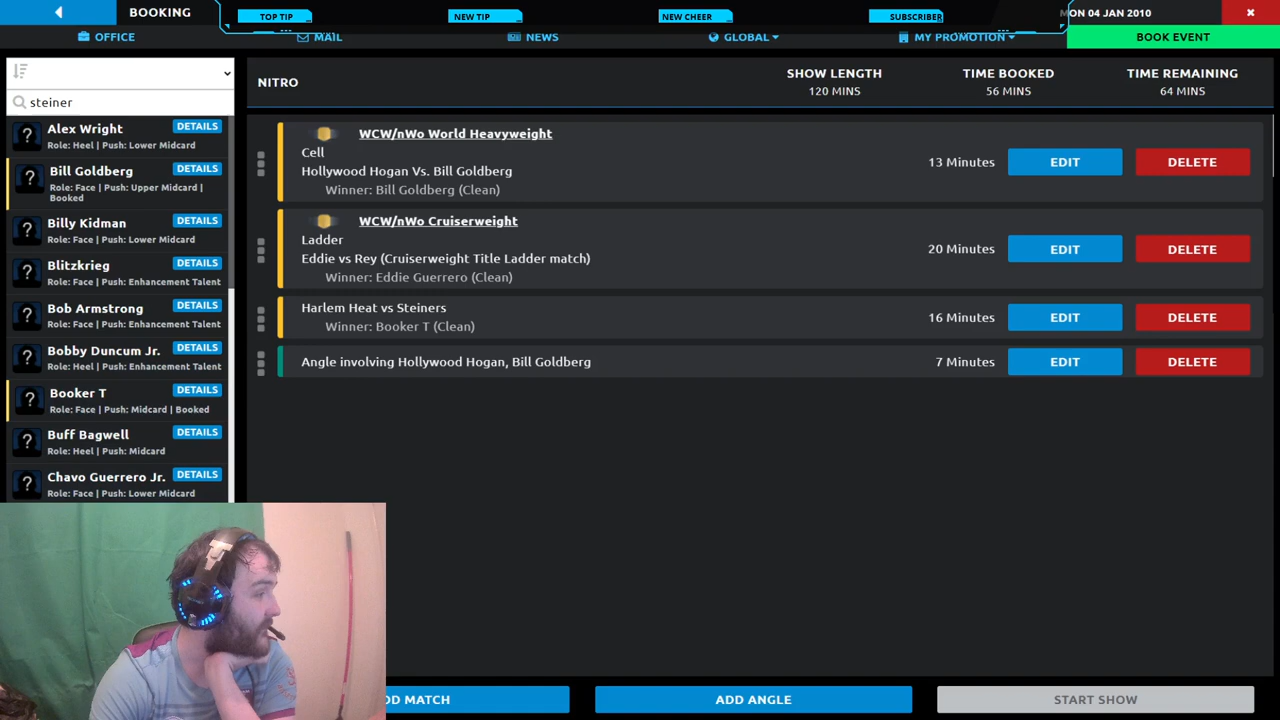 BOOKING
TOP TIP
NEW TIP
NEW CHEER
SUBSCRIBER
MON 04 JAN 2010
OFFICE
MAIL
NEWS
GLOBAL
MY PROMOTION
BOOK EVENT
steiner
NITRO
SHOW LENGTH
120 MINS
TIME BOOKED
56 MINS
TIME REMAINING
64 MINS
Alex Wright DETAILS
Role: Heel | Push: Lower Midcard
Bill Goldberg DETAILS
Role: Face | Push: Upper Midcard |
Booked
Billy Kidman DETAILS
Role: Face | Push: Lower Midcard
Blitzkrieg DETAILS
Role: Face | Push: Enhancement Talent
Bob Armstrong DETAILS
Role: Face | Push: Enhancement Talent
Bobby Duncum Jr. DETAILS
Role: Heel | Push: Enhancement Talent
Booker T DETAILS
Role: Face | Push: Midcard | Booked
Buff Bagwell DETAILS
Role: Heel | Push: Midcard
Chavo Guerrero Jr. DETAILS
Role: Face | Push: Lower Midcard
WCW/nWo World Heavyweight
Cell
Hollywood Hogan Vs. Bill Goldberg
Winner: Bill Goldberg (Clean)
13 Minutes EDIT DELETE
WCW/nWo Cruiserweight
Ladder
Eddie vs Rey (Cruiserweight Title Ladder match)
Winner: Eddie Guerrero (Clean)
20 Minutes EDIT DELETE
Harlem Heat vs Steiners
Winner: Booker T (Clean)
16 Minutes EDIT DELETE
Angle involving Hollywood Hogan, Bill Goldberg
7 Minutes EDIT DELETE
MATCH
ADD ANGLE
START SHOW